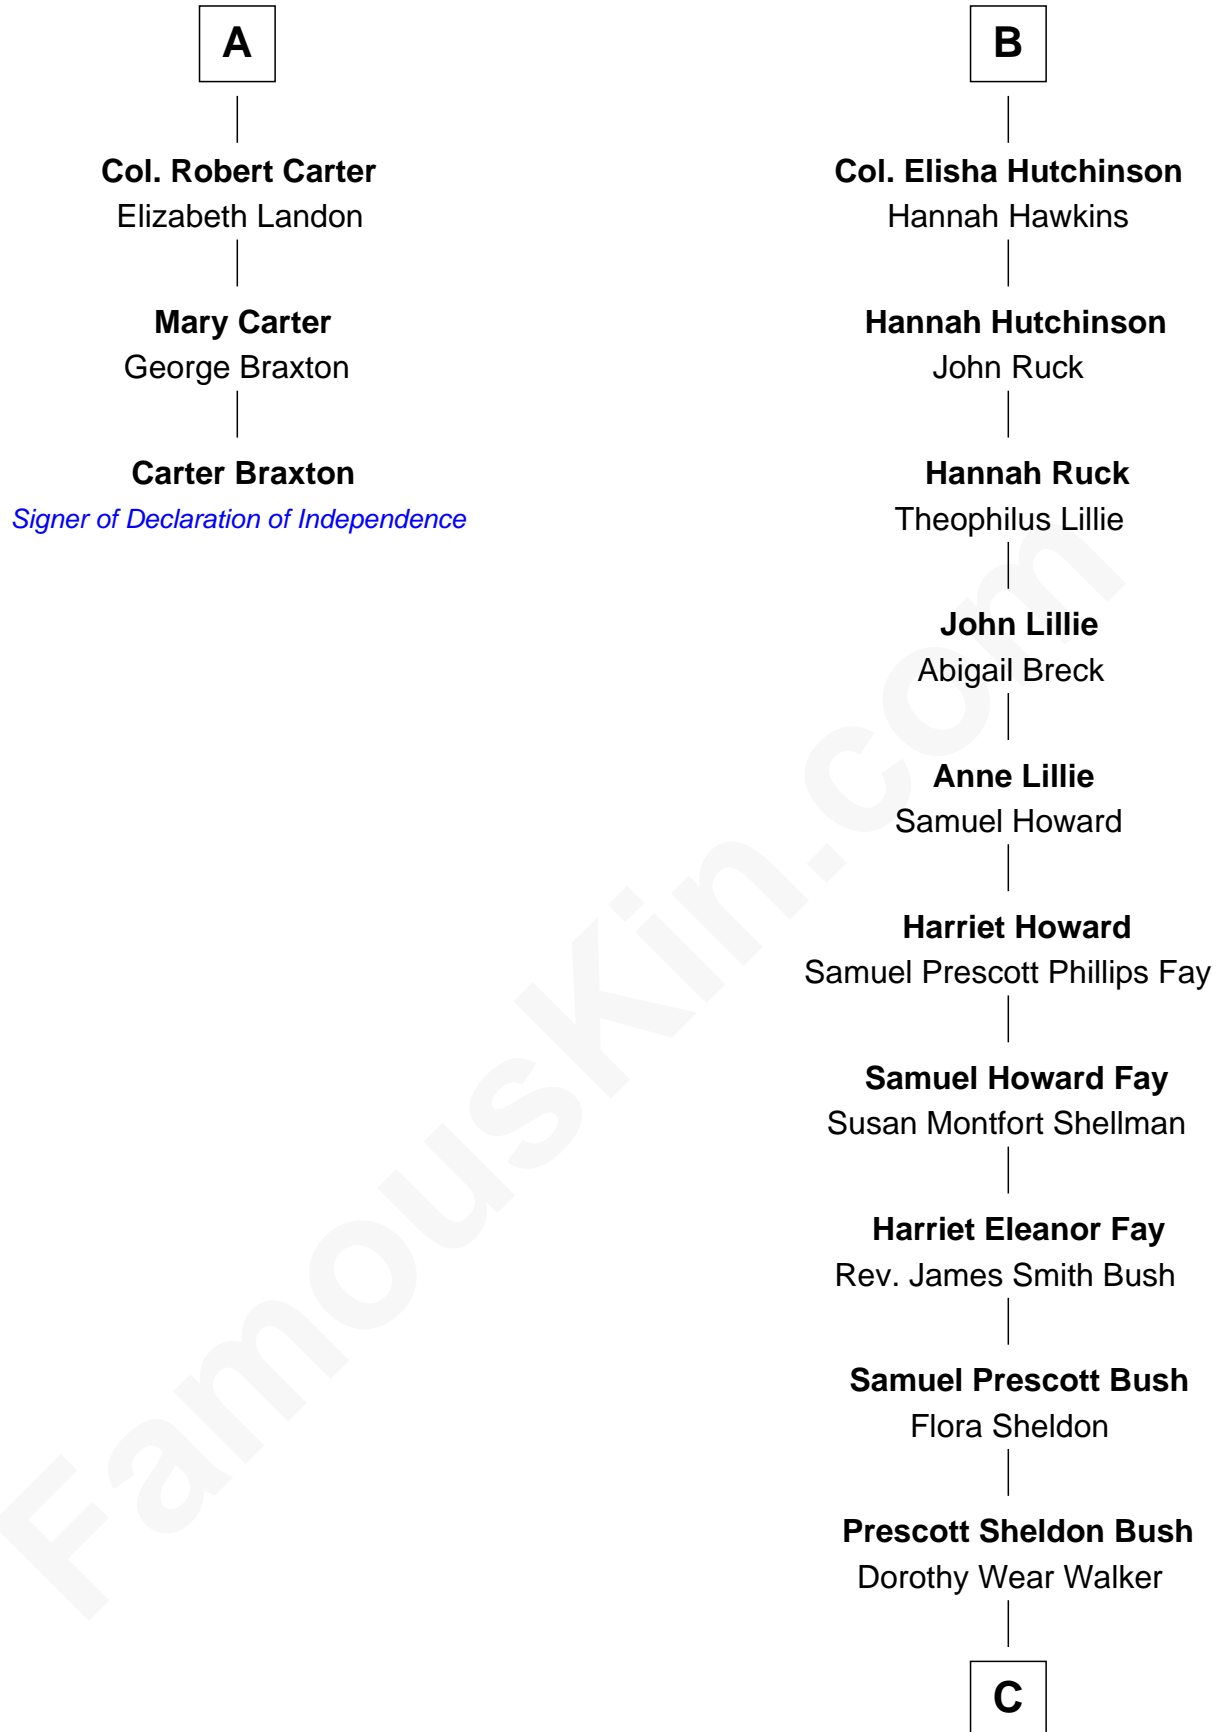 A
Col. Robert Carter
Elizabeth Landon
Mary Carter
George Braxton
Carter Braxton
Signer of Declaration of Independence
B
Col. Elisha Hutchinson
Hannah Hawkins
Hannah Hutchinson
John Ruck
Hannah Ruck
Theophilus Lillie
John Lillie
Abigail Breck
Anne Lillie
Samuel Howard
Harriet Howard
Samuel Prescott Phillips Fay
Samuel Howard Fay
Susan Montfort Shellman
Harriet Eleanor Fay
Rev. James Smith Bush
Samuel Prescott Bush
Flora Sheldon
Prescott Sheldon Bush
Dorothy Wear Walker
C
FamousKin.com